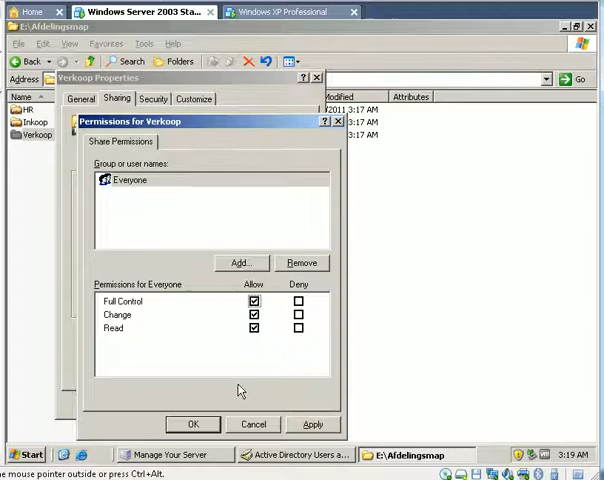 Home
Windows Server 2003 Sta...
Windows XP Professional
E:\Afdelingsmap
File Edit View Favorites Tools Help
Back Search Folders
Address Go
Name Modified Attributes
Verkoop Properties
General Sharing Security Customize
HR
Inkoop
Verkoop
/2011 3:17 AM
3:17 AM
3:17 AM
Permissions for Verkoop
Share Permissions
Group or user names:
Everyone
Add... Remove
Permissions for Everyone Allow Deny
Full Control
Change
Read
OK Cancel Apply
Start Manage Your Server Active Directory Users a... E:\Afdelingsmap 3:19 AM
he mouse pointer outside or press Ctrl+Alt.